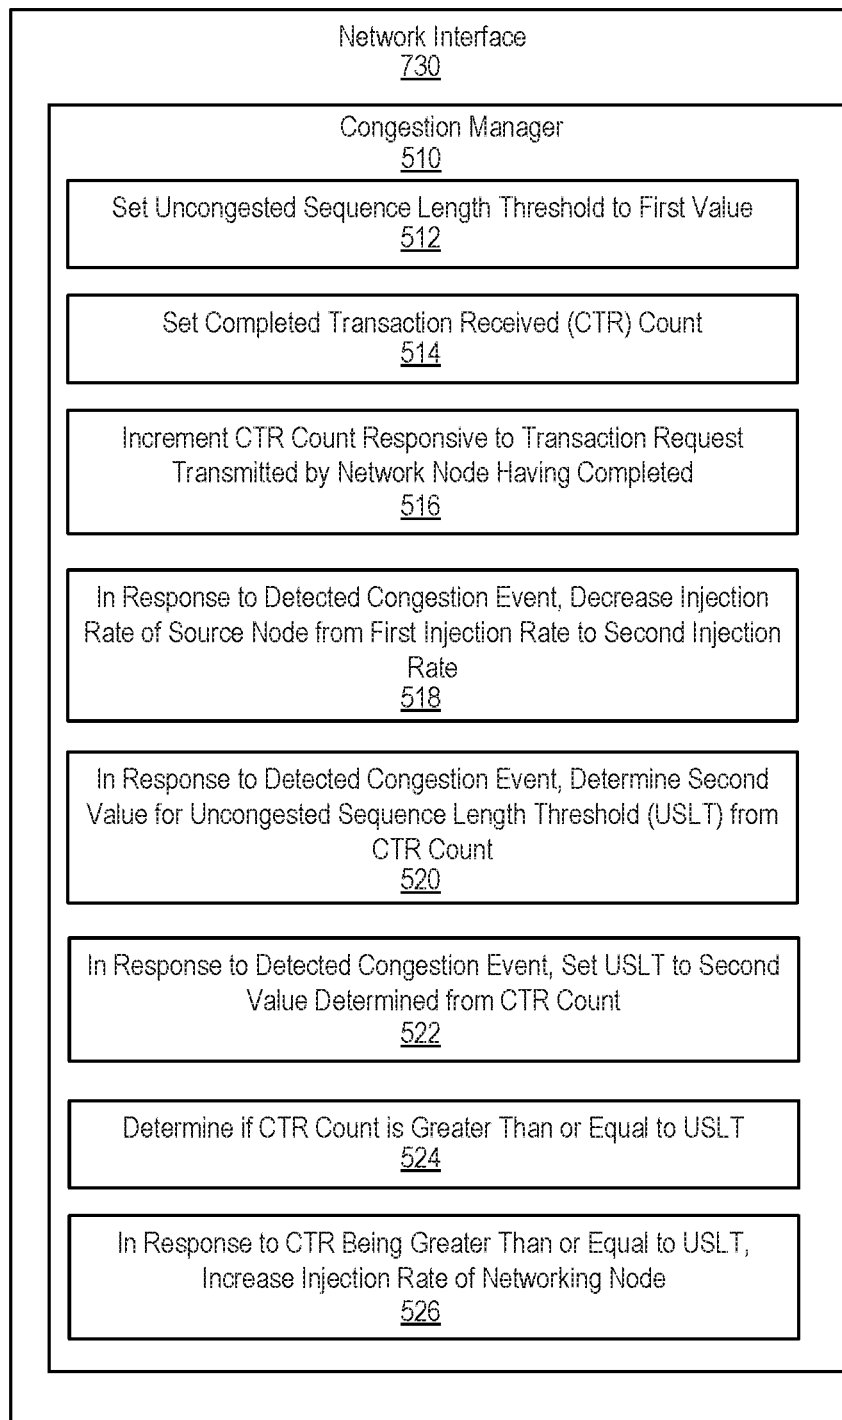 Network Interface
730
Congestion Manager
510
Set Uncongested Sequence Length Threshold to First Value
512
Set Completed Transaction Received (CTR) Count
514
Increment CTR Count Responsive to Transaction Request
Transmitted by Network Node Having Completed
516
In Response to Detected Congestion Event, Decrease Injection
Rate of Source Node from First Injection Rate to Second Injection
Rate
518
In Response to Detected Congestion Event, Determine Second
Value for Uncongested Sequence Length Threshold (USLT) from
CTR Count
520
In Response to Detected Congestion Event, Set USLT to Second
Value Determined from CTR Count
522
Determine if CTR Count is Greater Than or Equal to USLT
524
In Response to CTR Being Greater Than or Equal to USLT,
Increase Injection Rate of Networking Node
526